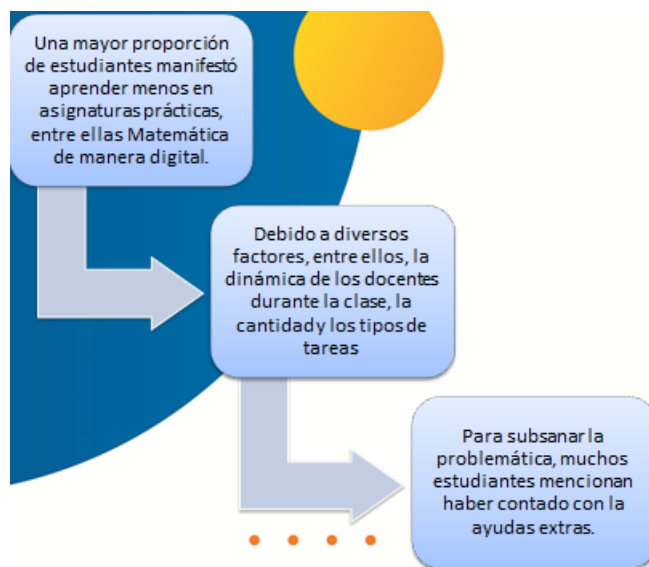 Una mayor proporción
de estudiantes manifestó
aprender menos en
asignaturas prácticas,
entre ellas Matemática
de manera digital.
Debido a diversos
factores, entre ellos, la
dinámica de los docentes
durante la clase, la
cantidad y los tipos de
tareas
Para subsanar la
problemática, muchos
estudiantes mencionan
haber contado con la
ayudas extras.